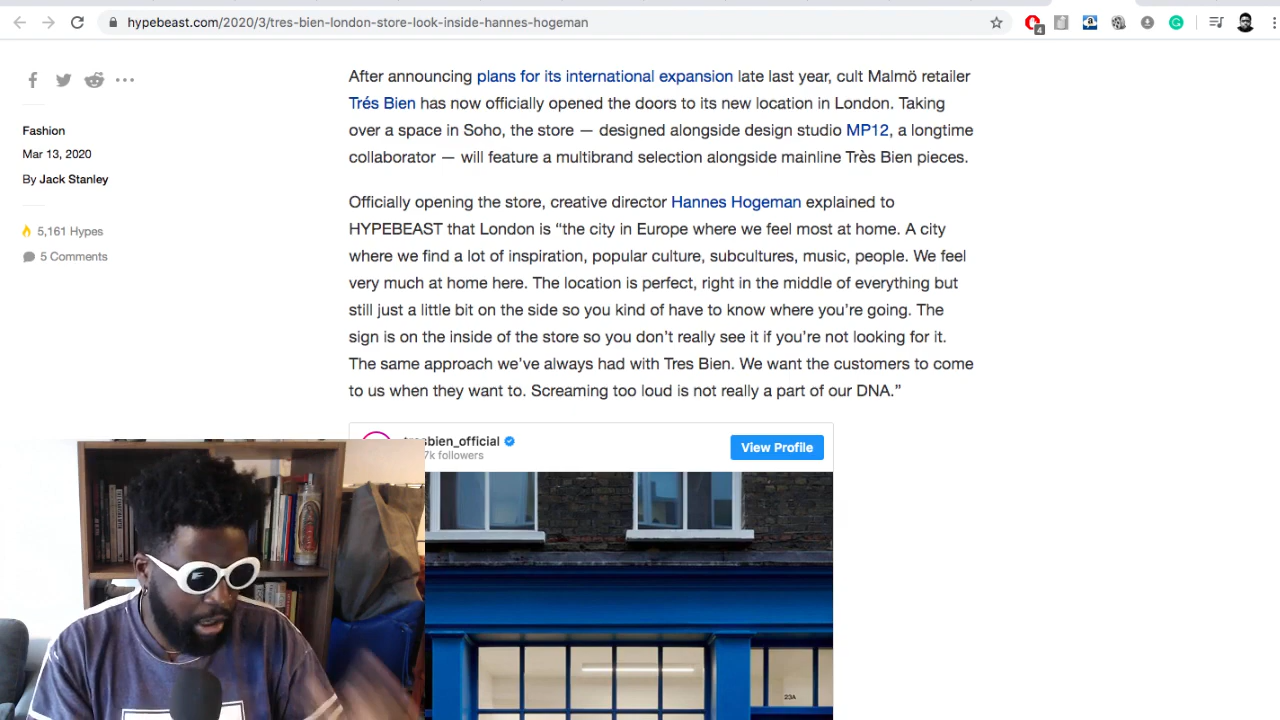 hypebeast.com/2020/3/tres-bien-london-store-look-inside-hannes-hogeman
4
Fashion
Mar 13, 2020
By Jack Stanley
5,161 Hypes
5 Comments
After announcing plans for its international expansion late last year, cult Malmö retailer
Trés Bien has now officially opened the doors to its new location in London. Taking
over a space in Soho, the store — designed alongside design studio MP12, a longtime
collaborator — will feature a multibrand selection alongside mainline Très Bien pieces.
Officially opening the store, creative director Hannes Hogeman explained to
HYPEBEAST that London is “the city in Europe where we feel most at home. A city
where we find a lot of inspiration, popular culture, subcultures, music, people. We feel
very much at home here. The location is perfect, right in the middle of everything but
still just a little bit on the side so you kind of have to know where you’re going. The
sign is on the inside of the store so you don’t really see it if you’re not looking for it.
The same approach we’ve always had with Tres Bien. We want the customers to come
to us when they want to. Screaming too loud is not really a part of our DNA.”
sbien_official
7k followers
View Profile
23A